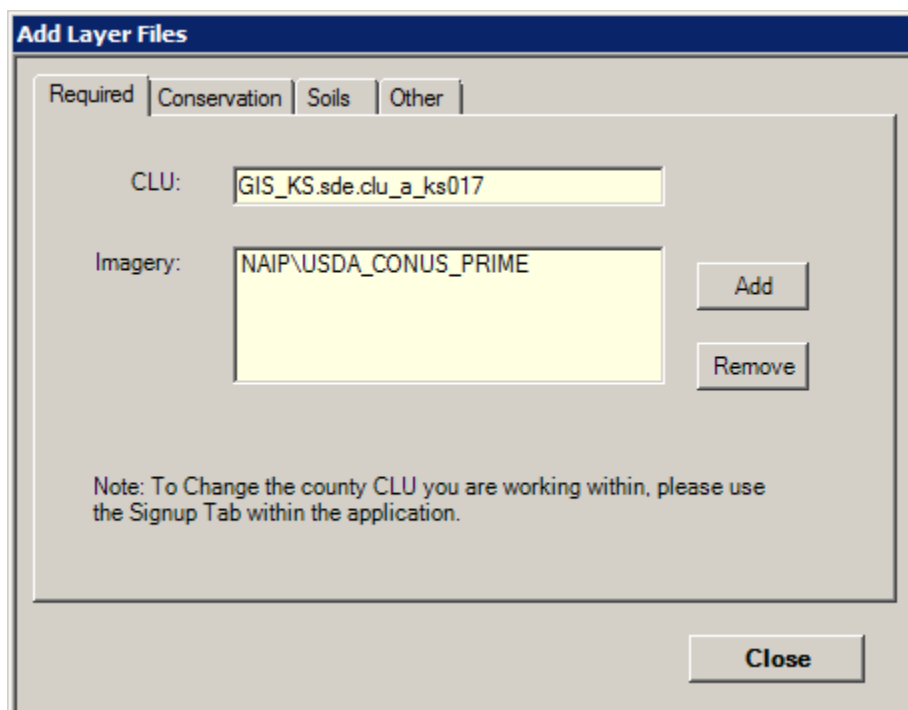 Add Layer Files
Required Conservation Soils Other
CLU: GIS_KS.sde.clu_a_ks017
Imagery: NAIP\USDA_CONUS_PRIME
Add
Remove
Note: To Change the county CLU you are working within, please use
the Signup Tab within the application.
Close